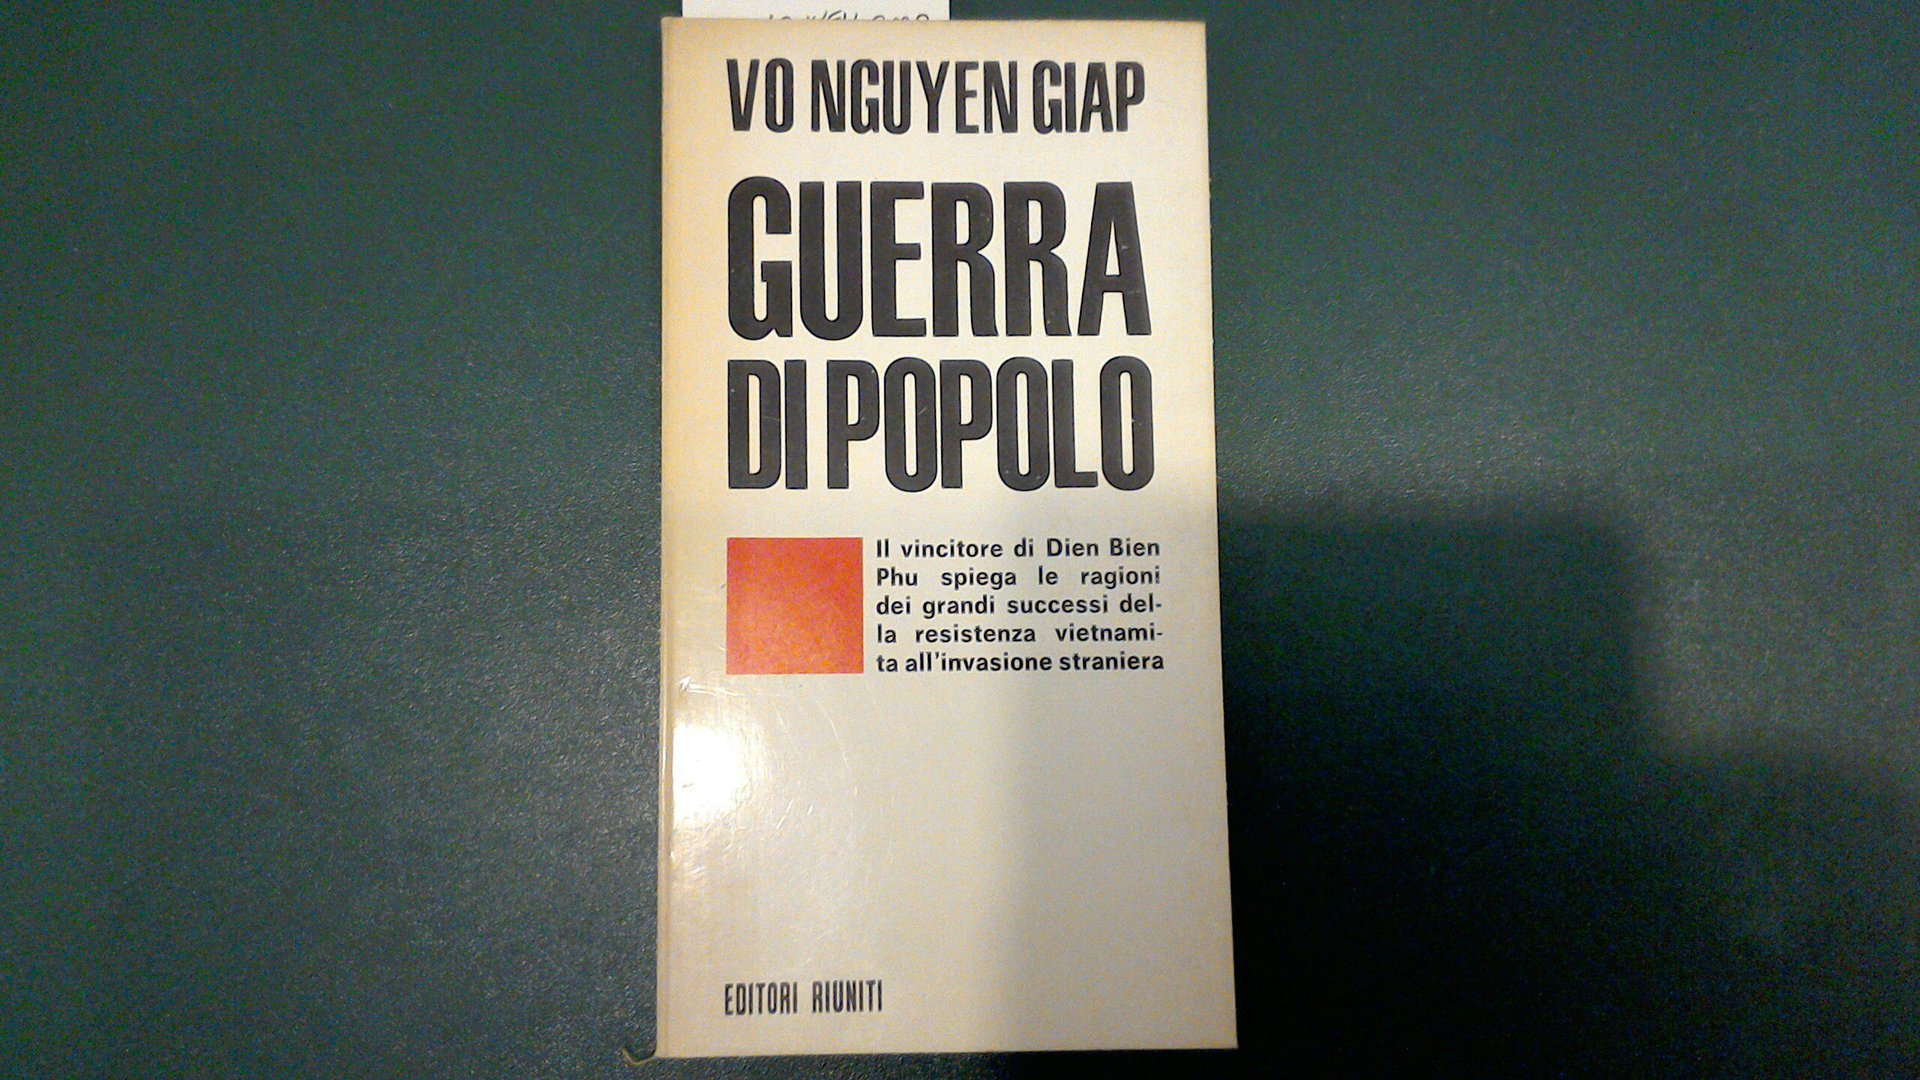 VO NGUYEN GIAP
GUERRA
DI POPOLO
Il vincitore di Dien Bien
Phu spiega le ragioni
dei grandi successi del-
la resistenza vietnami-
ta all'invasione straniera
EDITORI RIUNITI